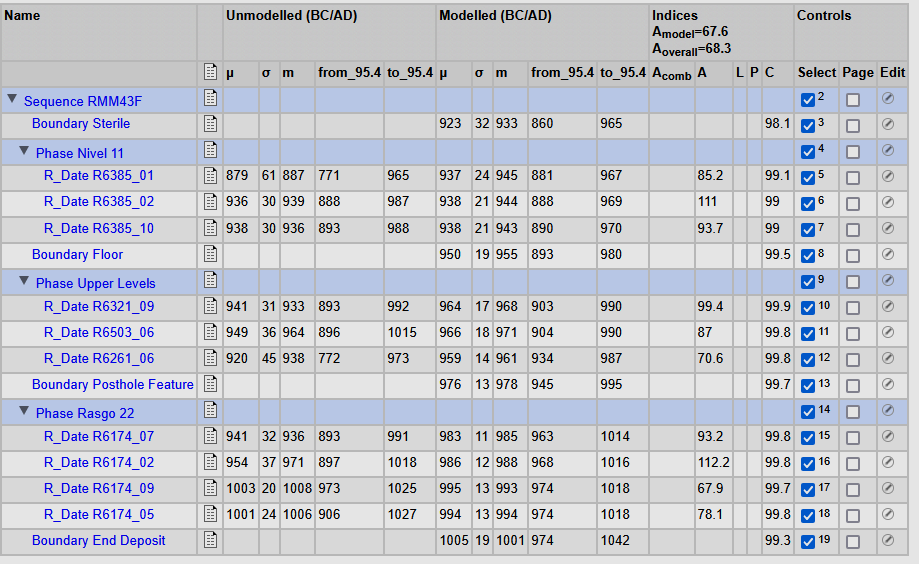 Name Unmodelled (BC/AD) Modelled (BC/AD) Indices Controls
Amodel=67.6
Aoverall=68.3
μ σ m from_95.4 to_95.4 μ σ m from_95.4 to_95.4 Acomb A L P C Select Page Edit
Sequence RMM43F 2
Boundary Sterile 923 32 933 860 965 98.1 3
Phase Nivel 11 4
R_Date R6385_01 879 61 887 771 965 937 24 945 881 967 85.2 99.1 5
R_Date R6385_02 936 30 939 888 987 938 21 944 888 969 111 99 6
R_Date R6385_10 938 30 936 893 988 938 21 943 890 970 93.7 99 7
Boundary Floor 950 19 955 893 980 99.5 8
Phase Upper Levels 9
R_Date R6321_09 941 31 933 893 992 964 17 968 903 990 99.4 99.9 10
R_Date R6503_06 949 36 964 896 1015 966 18 971 904 990 87 99.8 11
R_Date R6261_06 920 45 938 772 973 959 14 961 934 987 70.6 99.8 12
Boundary Posthole Feature 976 13 978 945 995 99.7 13
Phase Rasgo 22 14
R_Date R6174_07 941 32 936 893 991 983 11 985 963 1014 93.2 99.8 15
R_Date R6174_02 954 37 971 897 1018 986 12 988 968 1016 112.2 99.8 16
R_Date R6174_09 1003 20 1008 973 1025 995 13 993 974 1018 67.9 99.7 17
R_Date R6174_05 1001 24 1006 906 1027 994 13 994 974 1018 78.1 99.8 18
Boundary End Deposit 1005 19 1001 974 1042 99.3 19